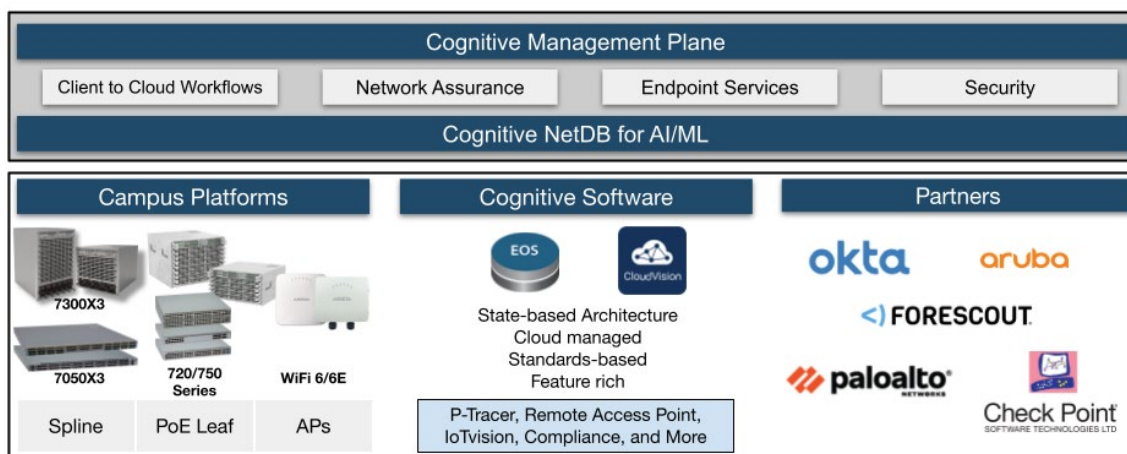 Cognitive Management Plane
Client to Cloud Workflows
Network Assurance
Endpoint Services
Security
Cognitive NetDB for AI/ML
Campus Platforms
7300X3
7050X3
720/750
Series
WiFi 6/6E
Spline
PoE Leaf
APs
Cognitive Software
EOS
CloudVision
State-based Architecture
Cloud managed
Standards-based
Feature rich
P-Tracer, Remote Access Point,
IoTvision, Compliance, and More
Partners
okta
aruba
<) FORESCOUT.
paloalto®
NETWORKS
Check Point
SOFTWARE TECHNOLOGIES LTD